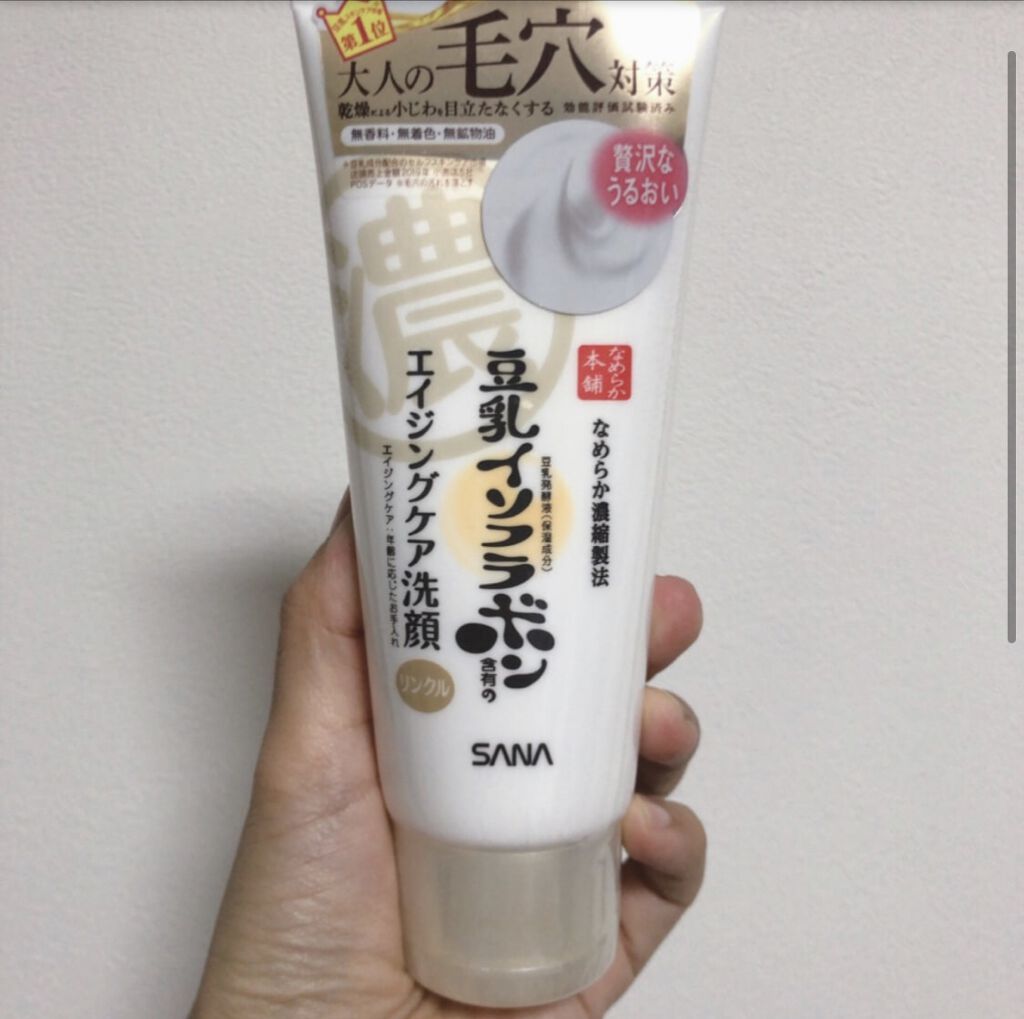 第1位
大人の毛穴対策
乾燥による小じわを目立たなくする 効能評価試験済み
無香料・無着色・無鉱物油
贅沢な
うるおい
濃
なめらか
本舗
なめらか濃縮製法
豆乳発酵液(保湿成分)
豆乳イソフラボン
含有の
エイジングケア洗顔
エイジングケア:年齢に応じたお手入れ
リンクル
SANA